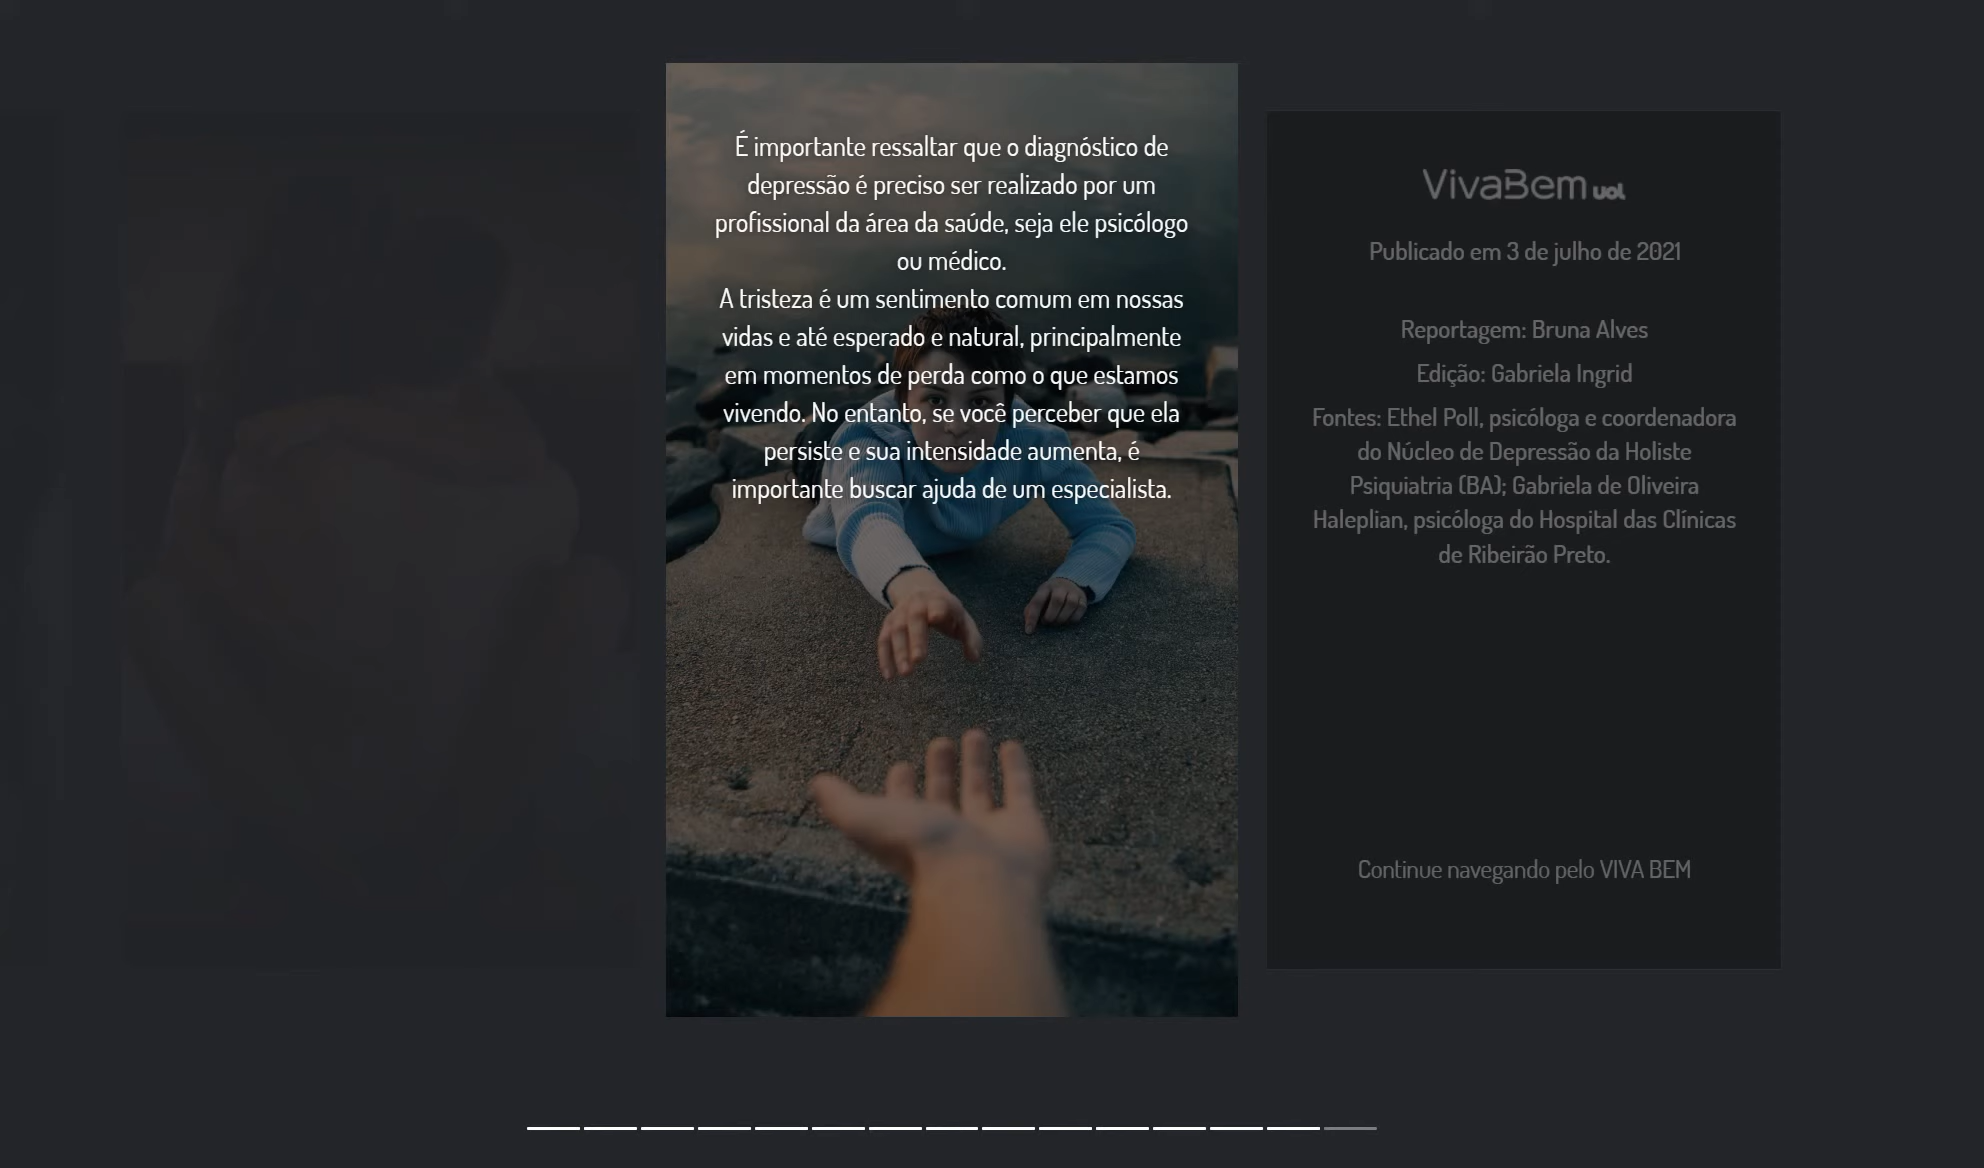 É importante ressaltar que o diagnóstico de
depressão é preciso ser realizado por um
profissional da área da saúde, seja ele psicólogo
ou médico.
A tristeza é um sentimento comum em nossas
vidas e até esperado e natural, principalmente
em momentos de perda como o que estamos
vivendo. No entanto, se você perceber que ela
persiste e sua intensidade aumenta, é
importante buscar ajuda de um especialista.
VivaBem uol
Publicado em 3 de julho de 2021
Reportagem: Bruna Alves
Edição: Gabriela Ingrid
Fontes: Ethel Poll, psicóloga e coordenadora
do Núcleo de Depressão da Holiste
Psiquiatria (BA); Gabriela de Oliveira
Haleplian, psicóloga do Hospital das Clínicas
de Ribeirão Preto.
Continue navegando pelo VIVA BEM